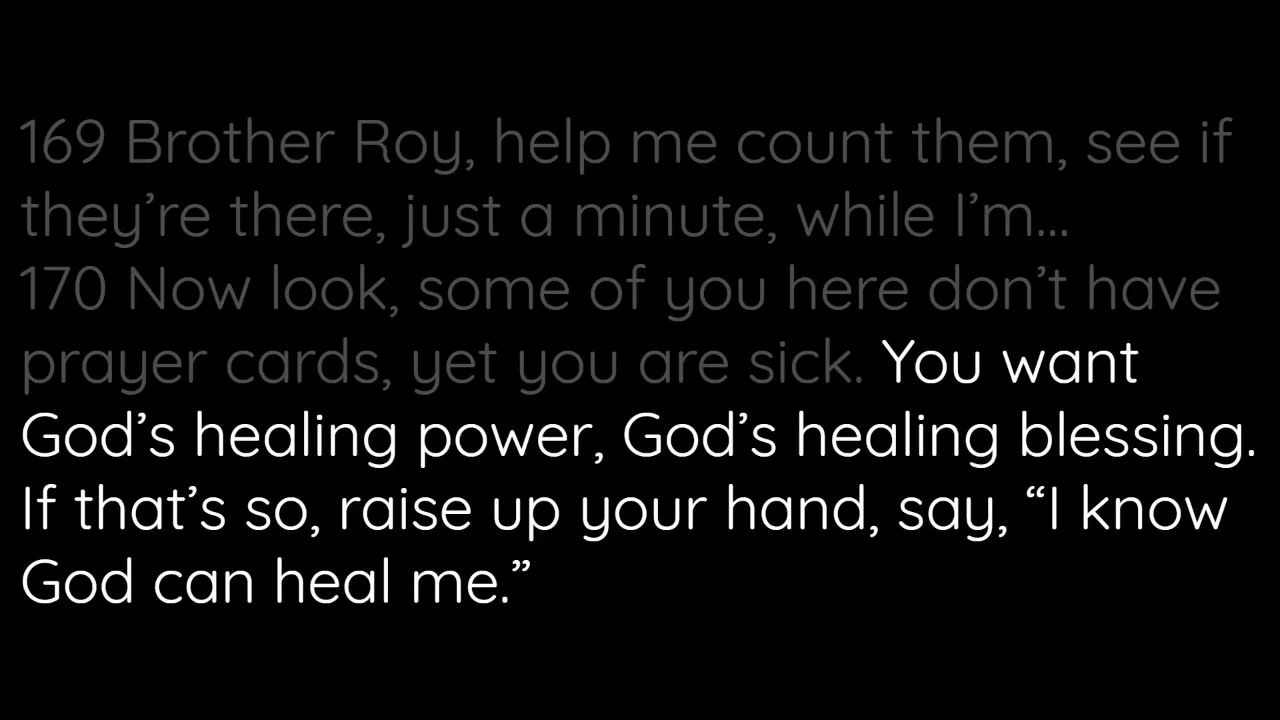 169 Brother Roy, help me count them, see if
they’re there, just a minute, while I’m...
170 Now look, some of you here don’t have
prayer cards, yet you are sick. You want
God’s healing power, God’s healing blessing.
If that’s so, raise up your hand, say, “I know
God can heal me.”